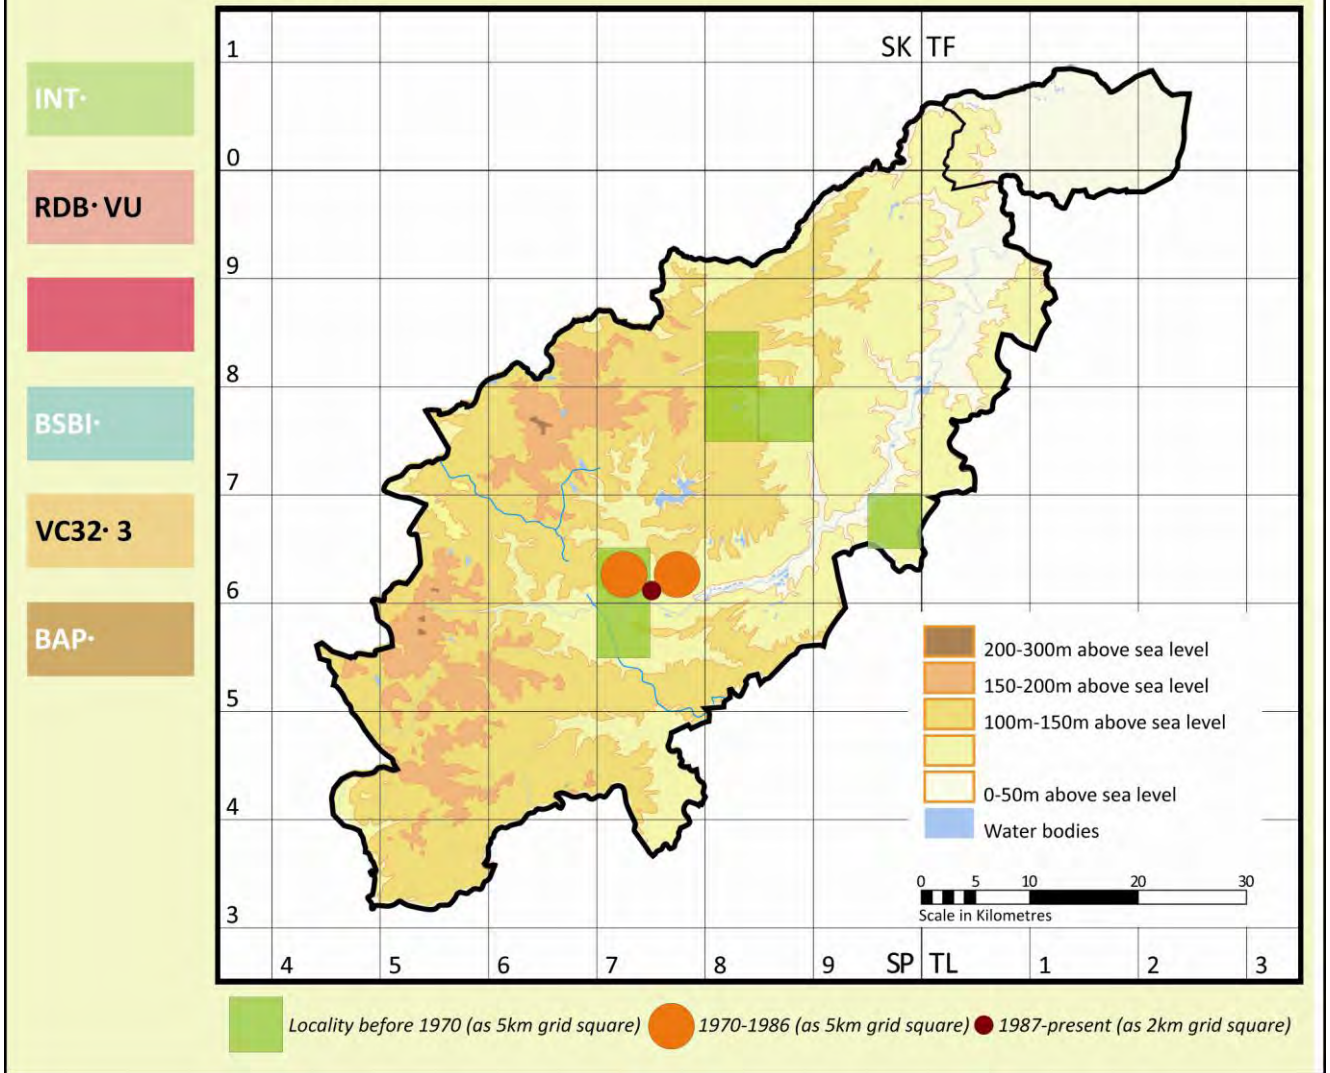 INT·
RDB· VU
BSBI·
VC32· 3
BAP·
SK TF
1
0
9
8
7
6
5
4
3
200-300m above sea level
150-200m above sea level
100m-150m above sea level
0-50m above sea level
Water bodies
0 5 10 20 30
Scale in Kilometres
4 5 6 7 8 9 SP TL 1 2 3
Locality before 1970 (as 5km grid square) 1970-1986 (as 5km grid square) 1987-present (as 2km grid square)